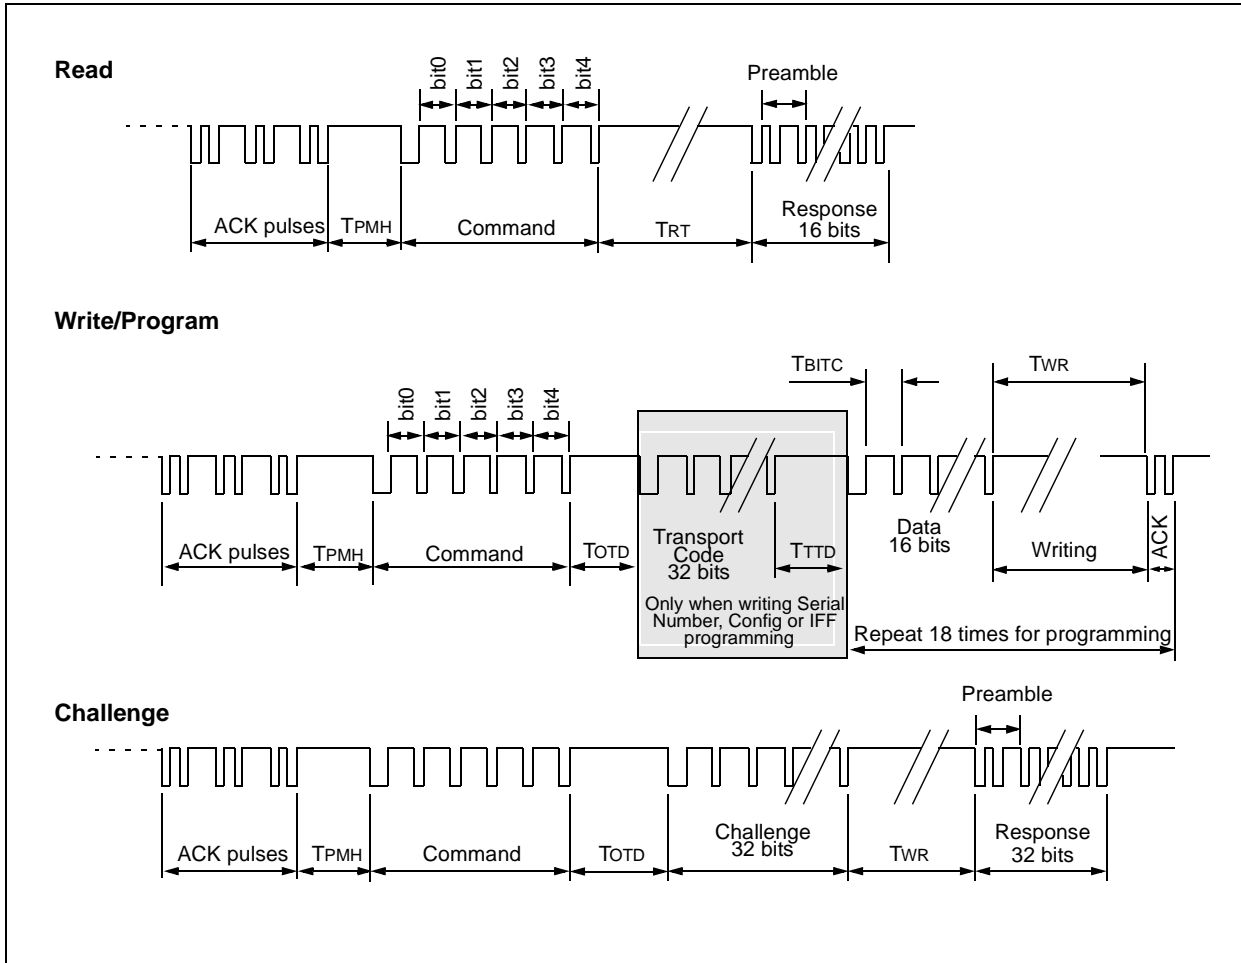 Read
bit0
bit1
bit2
bit3
bit4
Preamble
ACK pulses
TPMH
Command
TRT
Response
16 bits
Write/Program
bit0
bit1
bit2
bit3
bit4
TBITC
TWR
ACK pulses
TPMH
Command
TOTD
Transport
Code
32 bits
TTTD
Data
16 bits
Writing
ACK
Only when writing Serial
Number, Config or IFF
programming
Repeat 18 times for programming
Challenge
Preamble
ACK pulses
TPMH
Command
TOTD
Challenge
32 bits
TWR
Response
32 bits